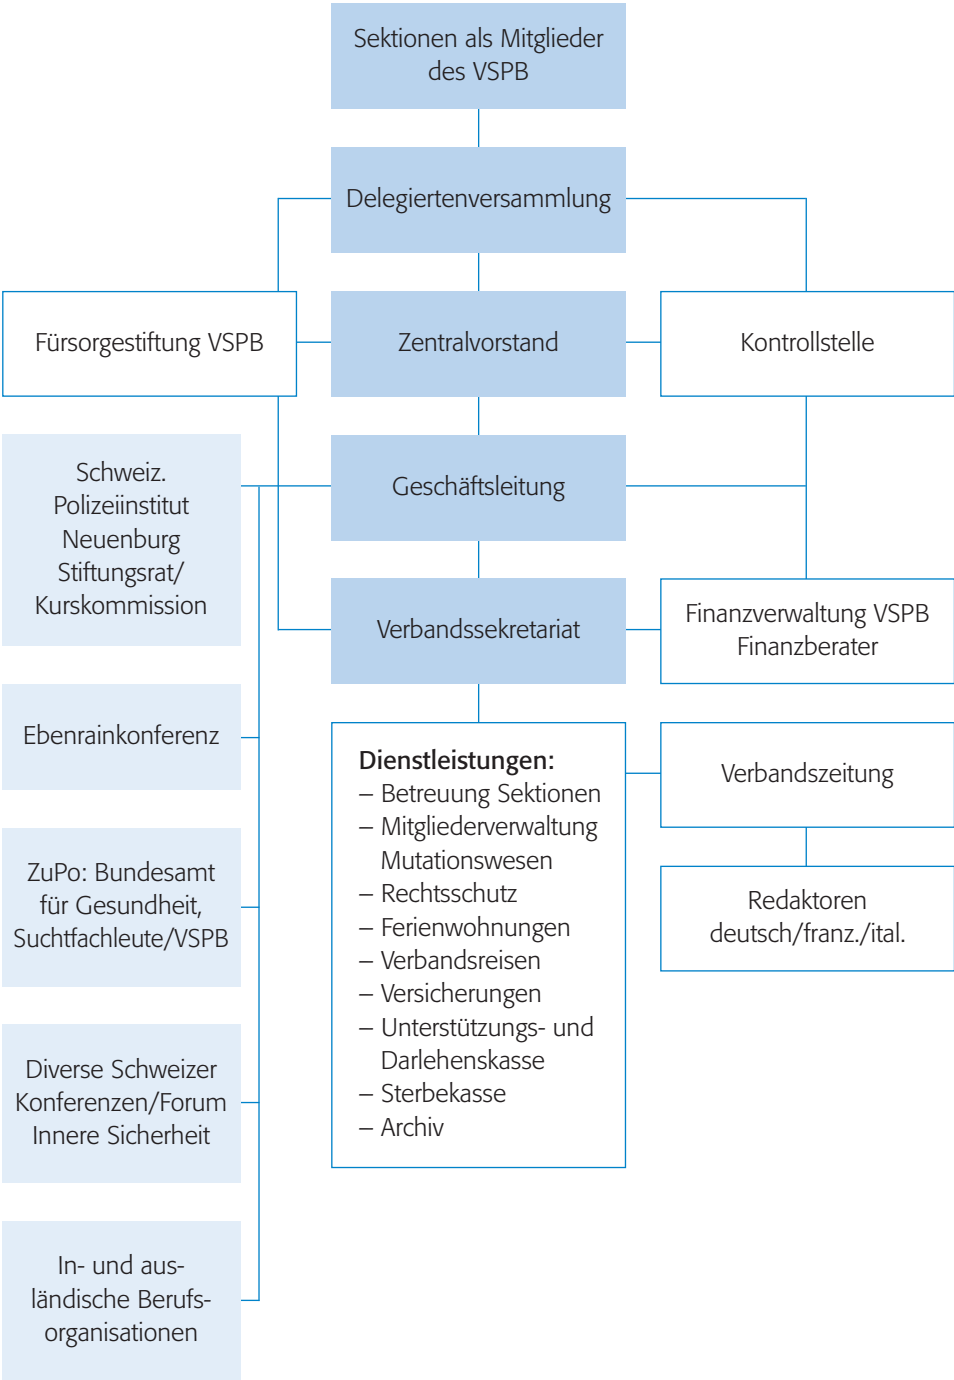 Sektionen als Mitglieder
des VSPB
Delegiertenversammlung
Fürsorgestiftung VSPB
Zentralvorstand
Kontrollstelle
Schweiz.
Polizeiinstitut
Neuenburg
Stiftungsrat/
Kurskommission
Geschäftsleitung
Verbandssekretariat
Finanzverwaltung VSPB
Finanzberater
Ebenrainkonferenz
ZuPo: Bundesamt
für Gesundheit,
Suchtfachleute/VSPB
Diverse Schweizer
Konferenzen/Forum
Innere Sicherheit
In- und aus-
ländische Berufs-
organisationen
Dienstleistungen:
– Betreuung Sektionen
– Mitgliederverwaltung
Mutationswesen
– Rechtsschutz
– Ferienwohnungen
– Verbandsreisen
– Versicherungen
– Unterstützungs- und
Darlehenskasse
– Sterbekasse
– Archiv
Verbandszeitung
Redaktoren
deutsch/franz./ital.